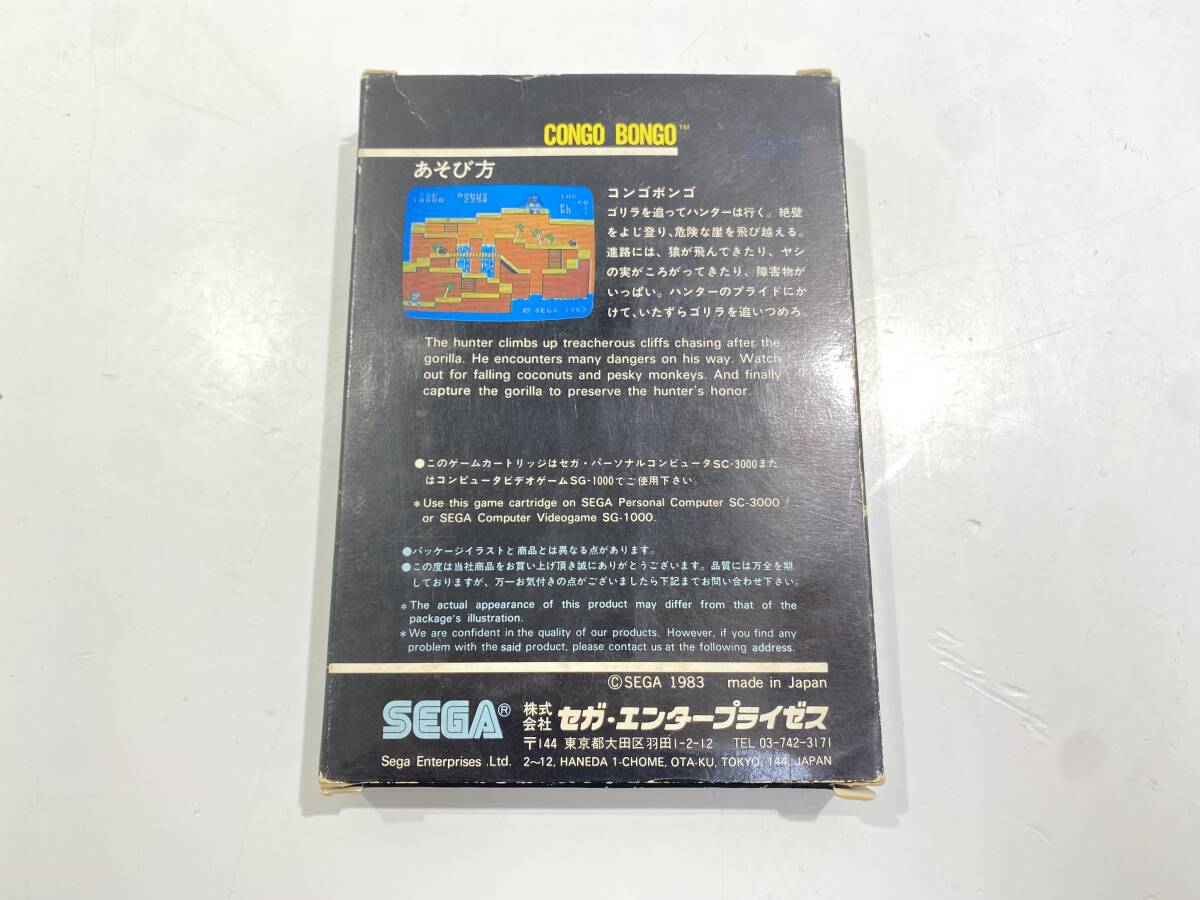 CONGO BONGO™
あそび方
TOP BONUS 1UP
10000
© SEGA 1983
コンゴボンゴ
ゴリラを追ってハンターは行く。絶壁
をよじ登り、危険な崖を飛び越える。
進路には、猿が飛んできたり、ヤシ
の実がころがってきたり、障害物が
いっぱい。ハンターのプライドにか
けて、いたずらゴリラを追いつめろ
The hunter climbs up treacherous cliffs chasing after the
gorilla. He encounters many dangers on his way. Watch
out for falling coconuts and pesky monkeys. And finally
capture the gorilla to preserve the hunter's honor.
●このゲームカートリッジはセガ・パーソナルコンピュータSC-3000また
はコンピュータビデオゲームSG-1000でご使用下さい。
*Use this game cartridge on SEGA Personal Computer SC-3000
or SEGA Computer Videogame SG-1000.
●パッケージイラストと商品とは異なる点があります。
●この度は当社商品をお買い上げ頂き誠にありがとうございます。品質には万全を期
しておりますが、万一お気付きの点がございましたら下記までお問い合わせ下さい。
*The actual appearance of this product may differ from that of the
package's illustration.
*We are confident in the quality of our products. However, if you find any
problem with the said product, please contact us at the following address.
©SEGA 1983 made in Japan
SEGA® 株式会社 セガ・エンタープライゼス
〒144 東京都大田区羽田1-2-12 TEL 03-742-3171
Sega Enterprises .Ltd. 2~12, HANEDA 1-CHOME, OTA-KU, TOKYO, 144, JAPAN